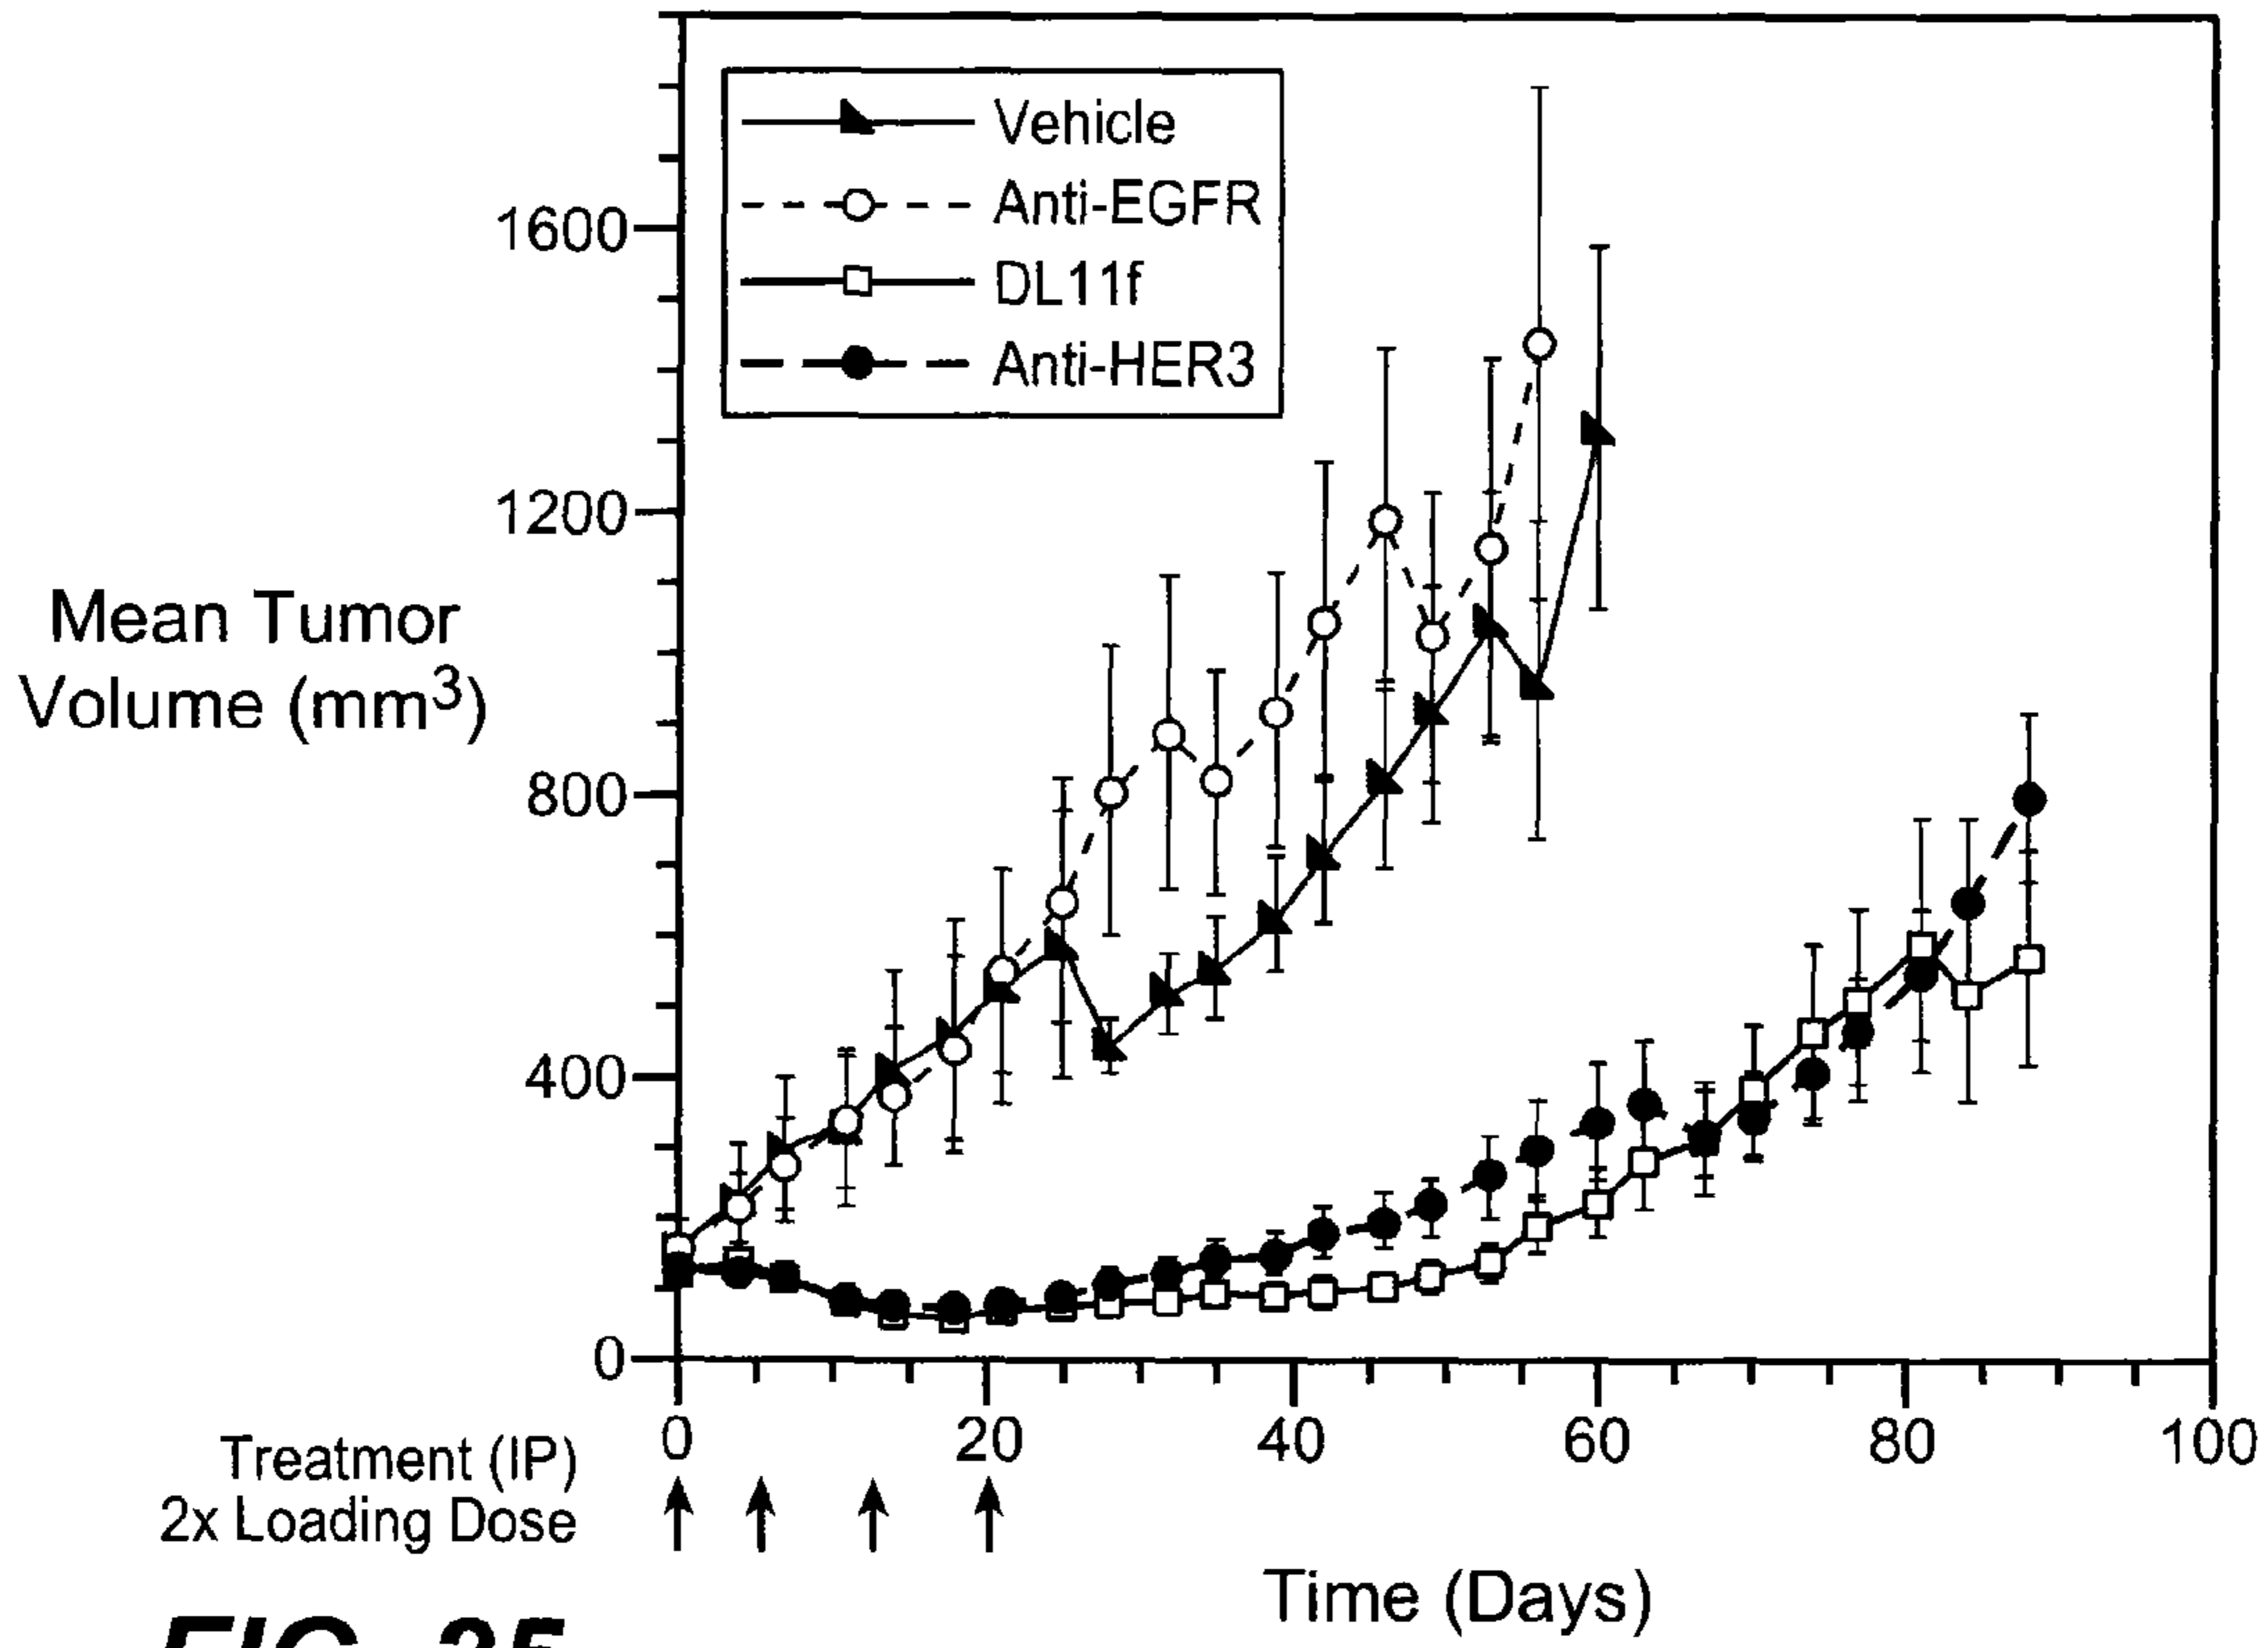 Vehicle
Anti-EGFR
DL11f
Anti-HER3
1600
1200
800
400
0
Mean Tumor
Volume (mm³)
0 20 40 60 80 100
Treatment (IP)
2x Loading Dose
Time (Days)